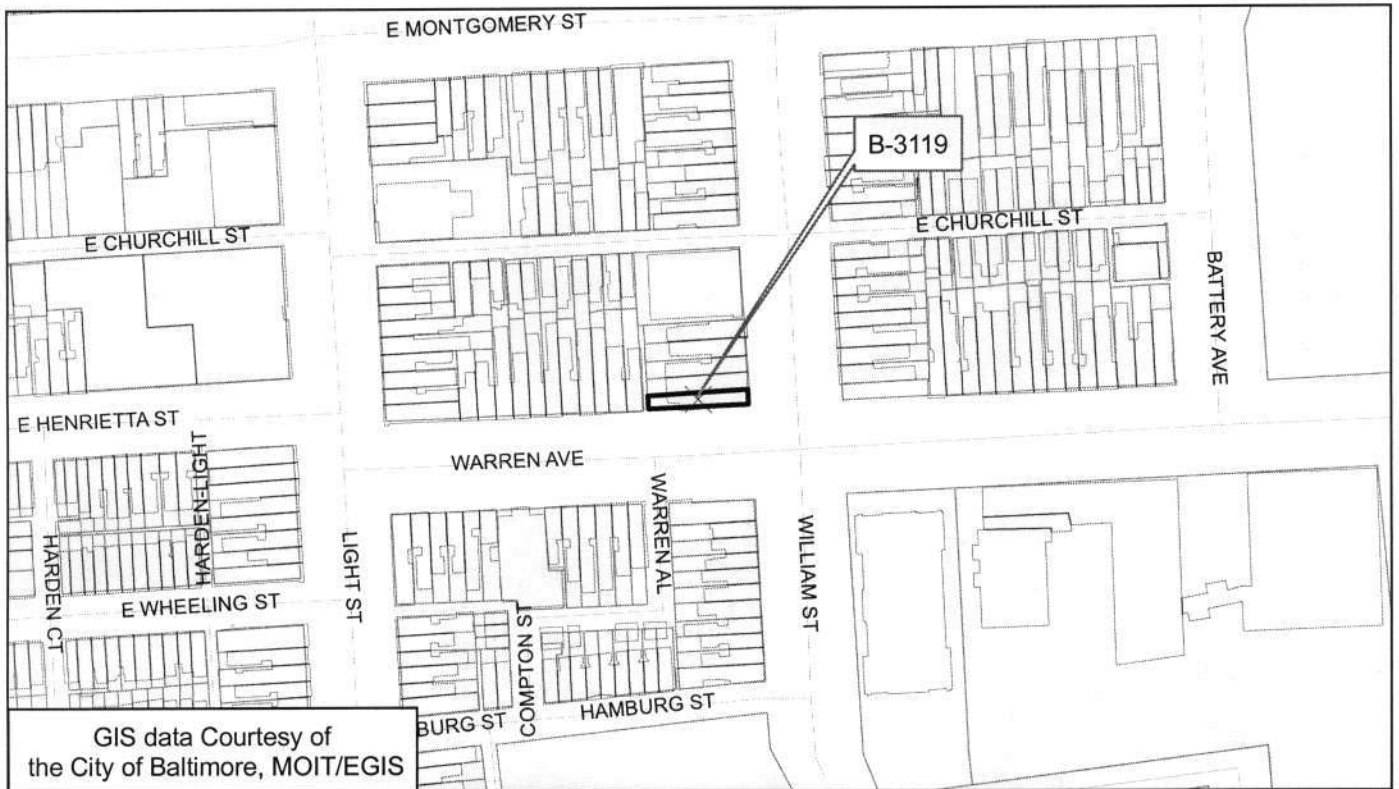 E MONTGOMERY ST
B-3119
E CHURCHILL ST
E CHURCHILL ST
BATTERY AVE
E HENRIETTA ST
HARDEN-LIGHT
WARREN AVE
WARREN AL
HARDEN CT
LIGHT ST
WILLIAM ST
E WHEELING ST
COMPTON ST
BURG ST
HAMBURG ST
GIS data Courtesy of
the City of Baltimore, MOIT/EGIS